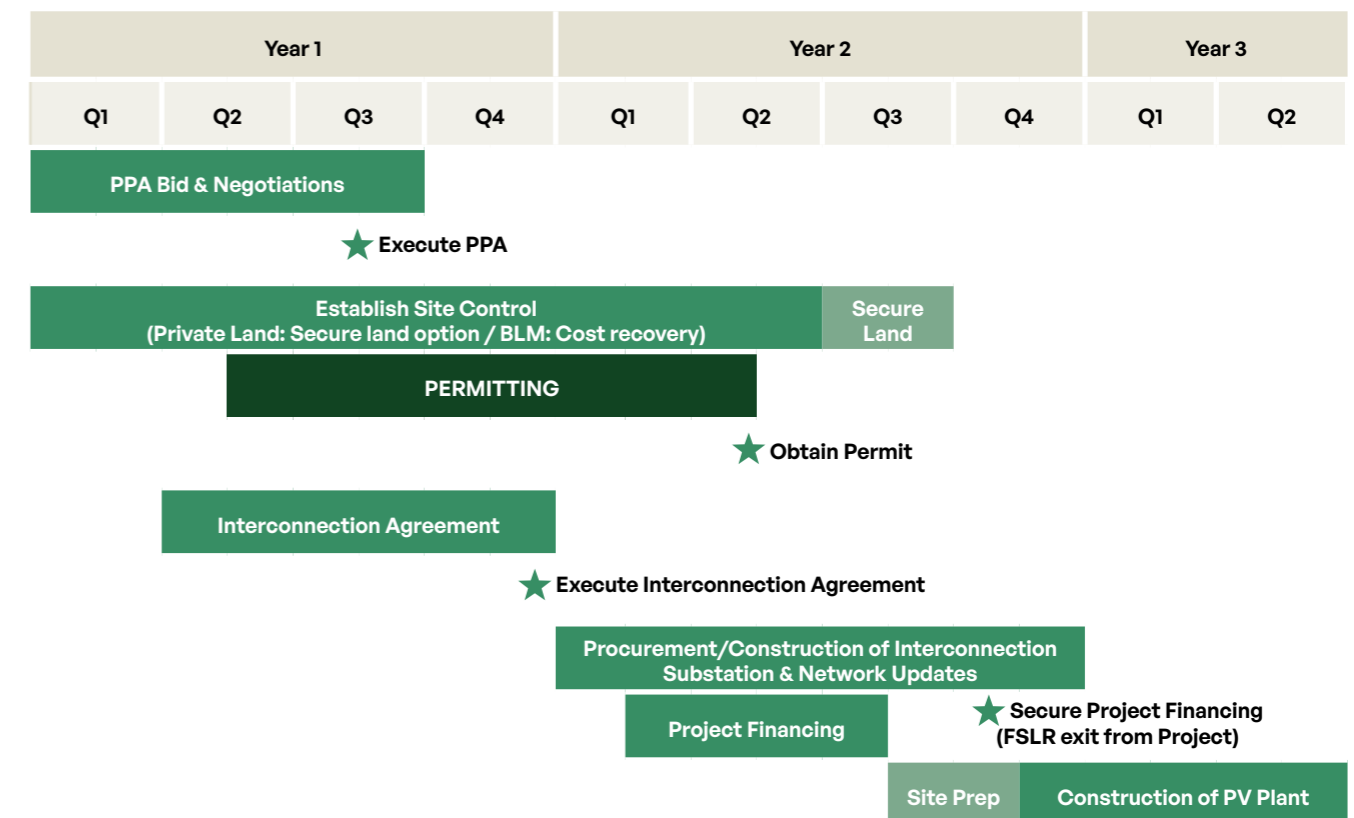 Year 1
Year 2
Year 3
Q1
Q2
Q3
Q4
Q1
Q2
Q3
Q4
Q1
Q2
PPA Bid & Negotiations
Execute PPA
Establish Site Control
(Private Land: Secure land option / BLM: Cost recovery)
Secure
Land
PERMITTING
Obtain Permit
Interconnection Agreement
Execute Interconnection Agreement
Procurement/Construction of Interconnection
Substation & Network Updates
Project Financing
Secure Project Financing
(FSLR exit from Project)
Site Prep
Construction of PV Plant